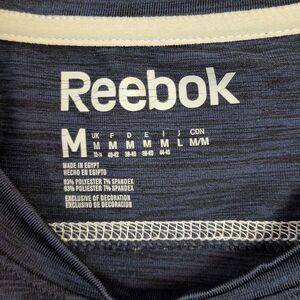 Reebok
M UK F D E I J CDN
M M M M M L M/M
MADE IN EGYPT
HECHO EN EGIPTO
93% POLYESTER 7% SPANDEX
93% POLIESTER 7% SPANDEX
EXCLUSIVE OF DECORATION
EXCLUSIVO DE DECORACION